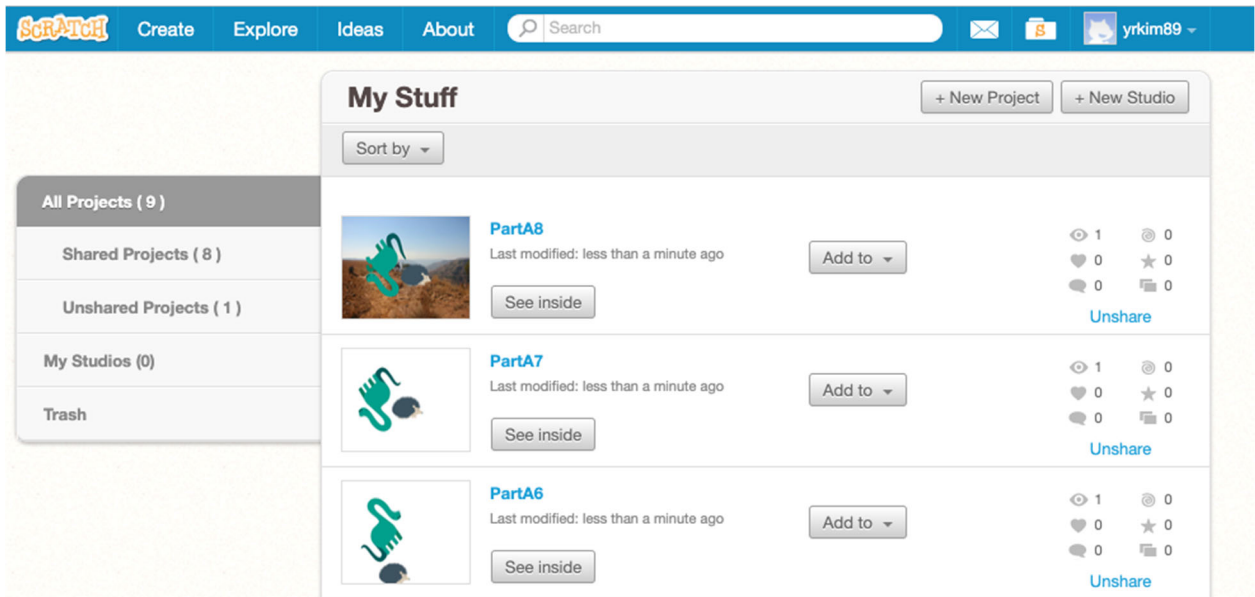 SCRATCH Create Explore Ideas About Search S yrkim89
My Stuff + New Project + New Studio
Sort by
All Projects ( 9 )
Shared Projects ( 8 )
Unshared Projects ( 1 )
My Studios (0)
Trash
PartA8
Last modified: less than a minute ago
See inside
Add to
1 0
0 0
0 0
Unshare
PartA7
Last modified: less than a minute ago
See inside
Add to
1 0
0 0
0 0
Unshare
PartA6
Last modified: less than a minute ago
See inside
Add to
1 0
0 0
0 0
Unshare